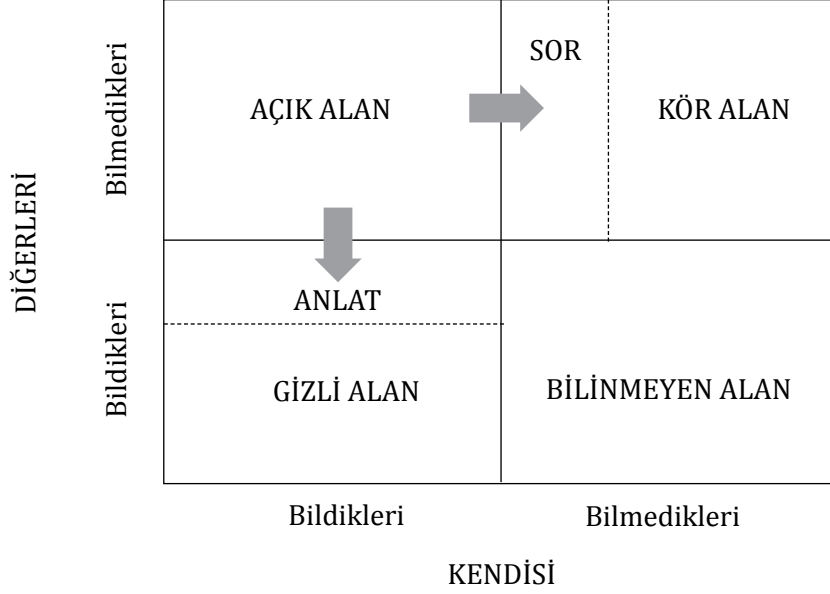 SOR
AÇIK ALAN
KÖR ALAN
Bilmedikleri
DİĞERLERİ
Bildikleri
ANLAT
GİZLİ ALAN
BİLİNMEYEN ALAN
Bildikleri
Bilmedikleri
KENDİSİ